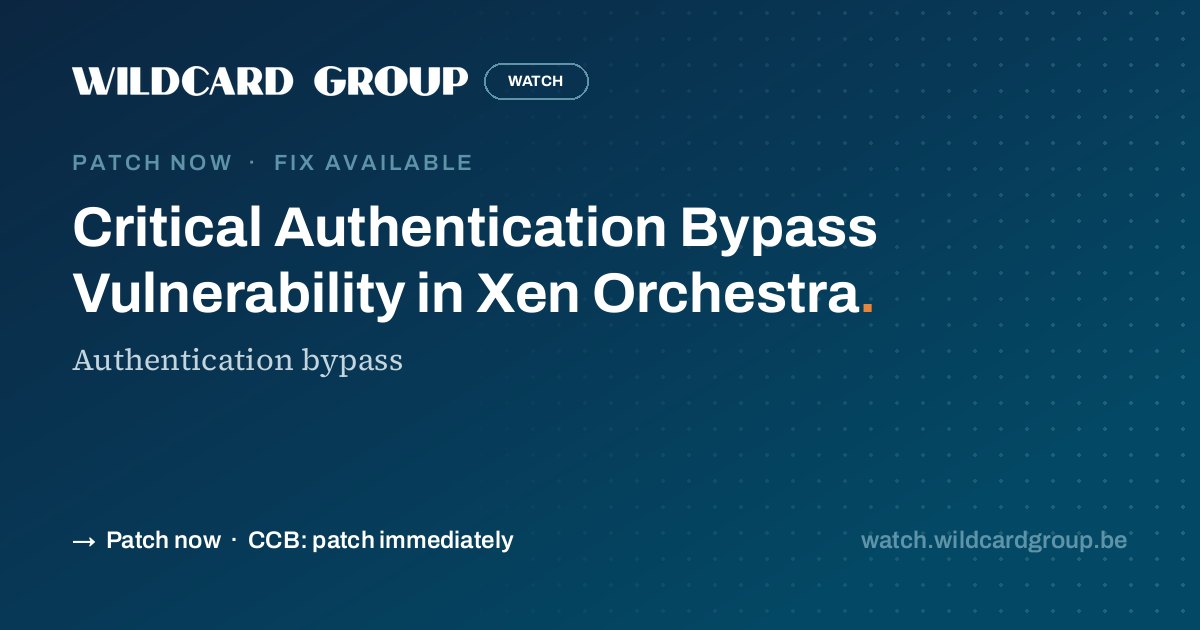 WILDCARD GROUP WATCH
PATCH NOW · FIX AVAILABLE
Critical Authentication Bypass
Vulnerability in Xen Orchestra.
Authentication bypass
→ Patch now · CCB: patch immediately
watch.wildcardgroup.be